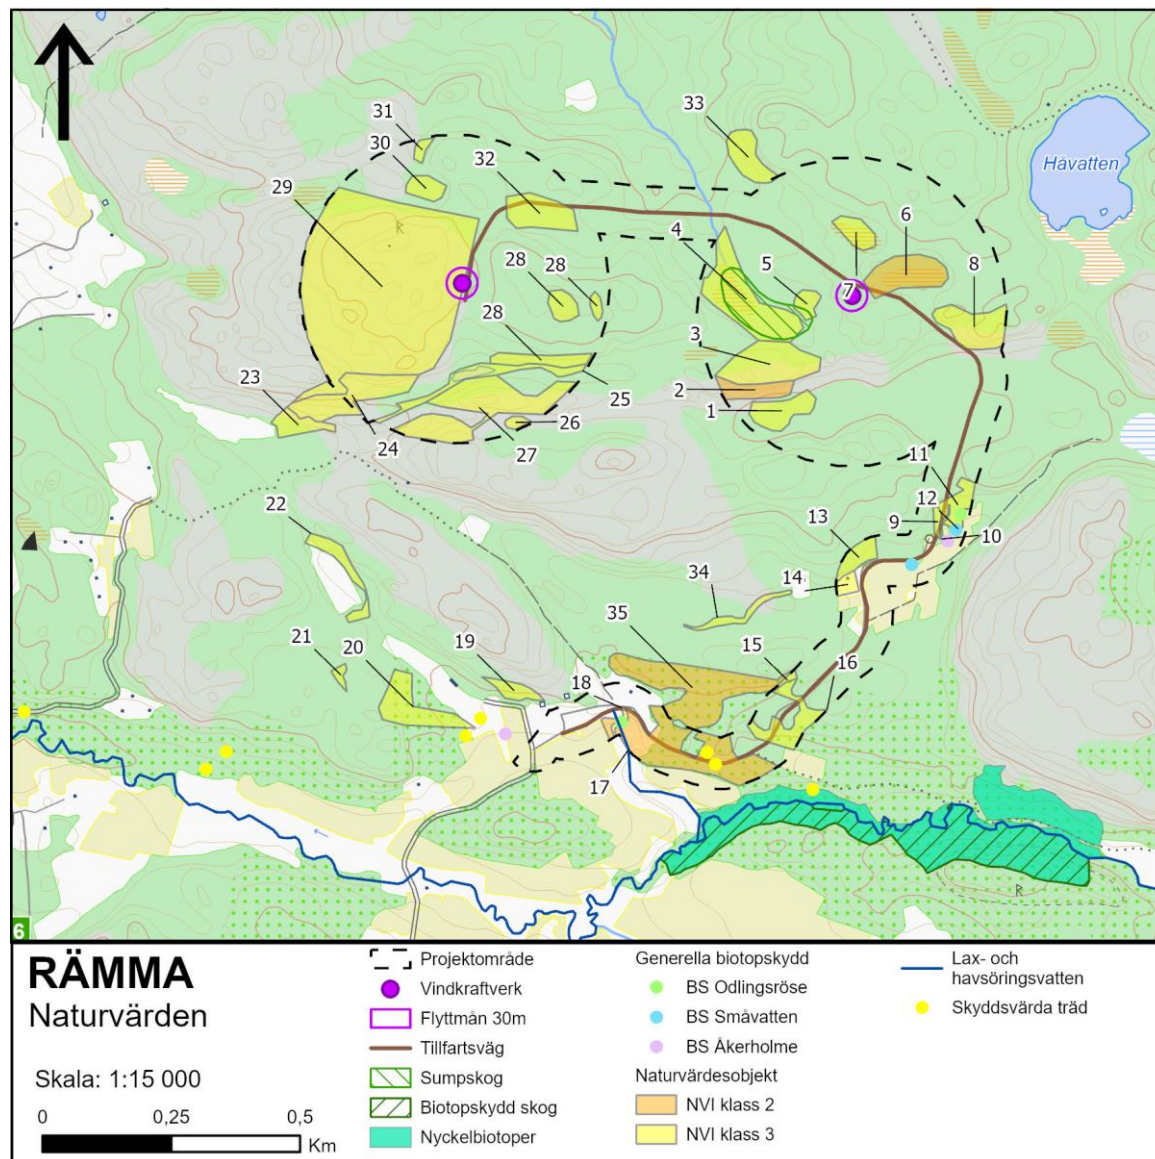 31
30
33
32
29
Håvatten
4
6
5
8
28
28
7
28
3
23
2
25
1
26
24
27
11
12
22
9
13
10
34
14
35
15
21
20
19
16
18
17
R
R
6
RÄMMA
Naturvärden
Skala: 1:15 000
0 0,25 0,5
Km
Projektområde
Vindkraftverk
Flyttmån 30m
Tillfartsväg
Sumpskog
Biotopskydd skog
Nyckelbiotoper
Generella biotopskydd
BS Odlingsröse
BS Småvatten
BS Åkerholme
Naturvärdesobjekt
NVI klass 2
NVI klass 3
Lax- och
havsöringsvatten
Skyddsvärda träd